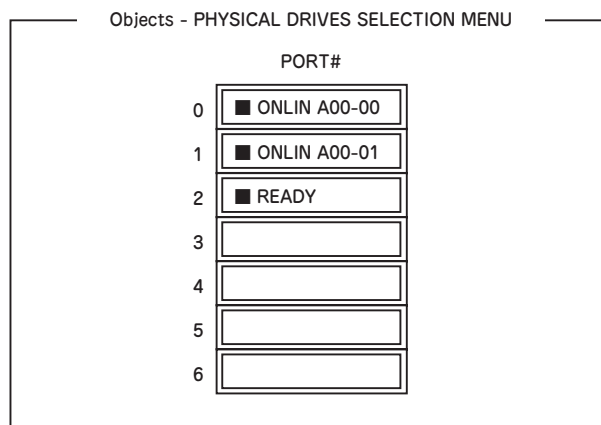 Objects - PHYSICAL DRIVES SELECTION MENU
PORT#
0 ■ ONLIN A00-00
1 ■ ONLIN A00-01
2 ■ READY
3
4
5
6